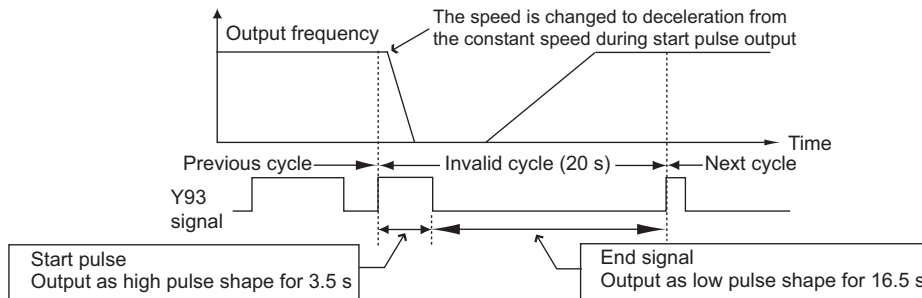 Output frequency
The speed is changed to deceleration from
the constant speed during start pulse output
Time
Previous cycle
Invalid cycle (20 s)
Next cycle
Y93
signal
Start pulse
Output as high pulse shape for 3.5 s
End signal
Output as low pulse shape for 16.5 s